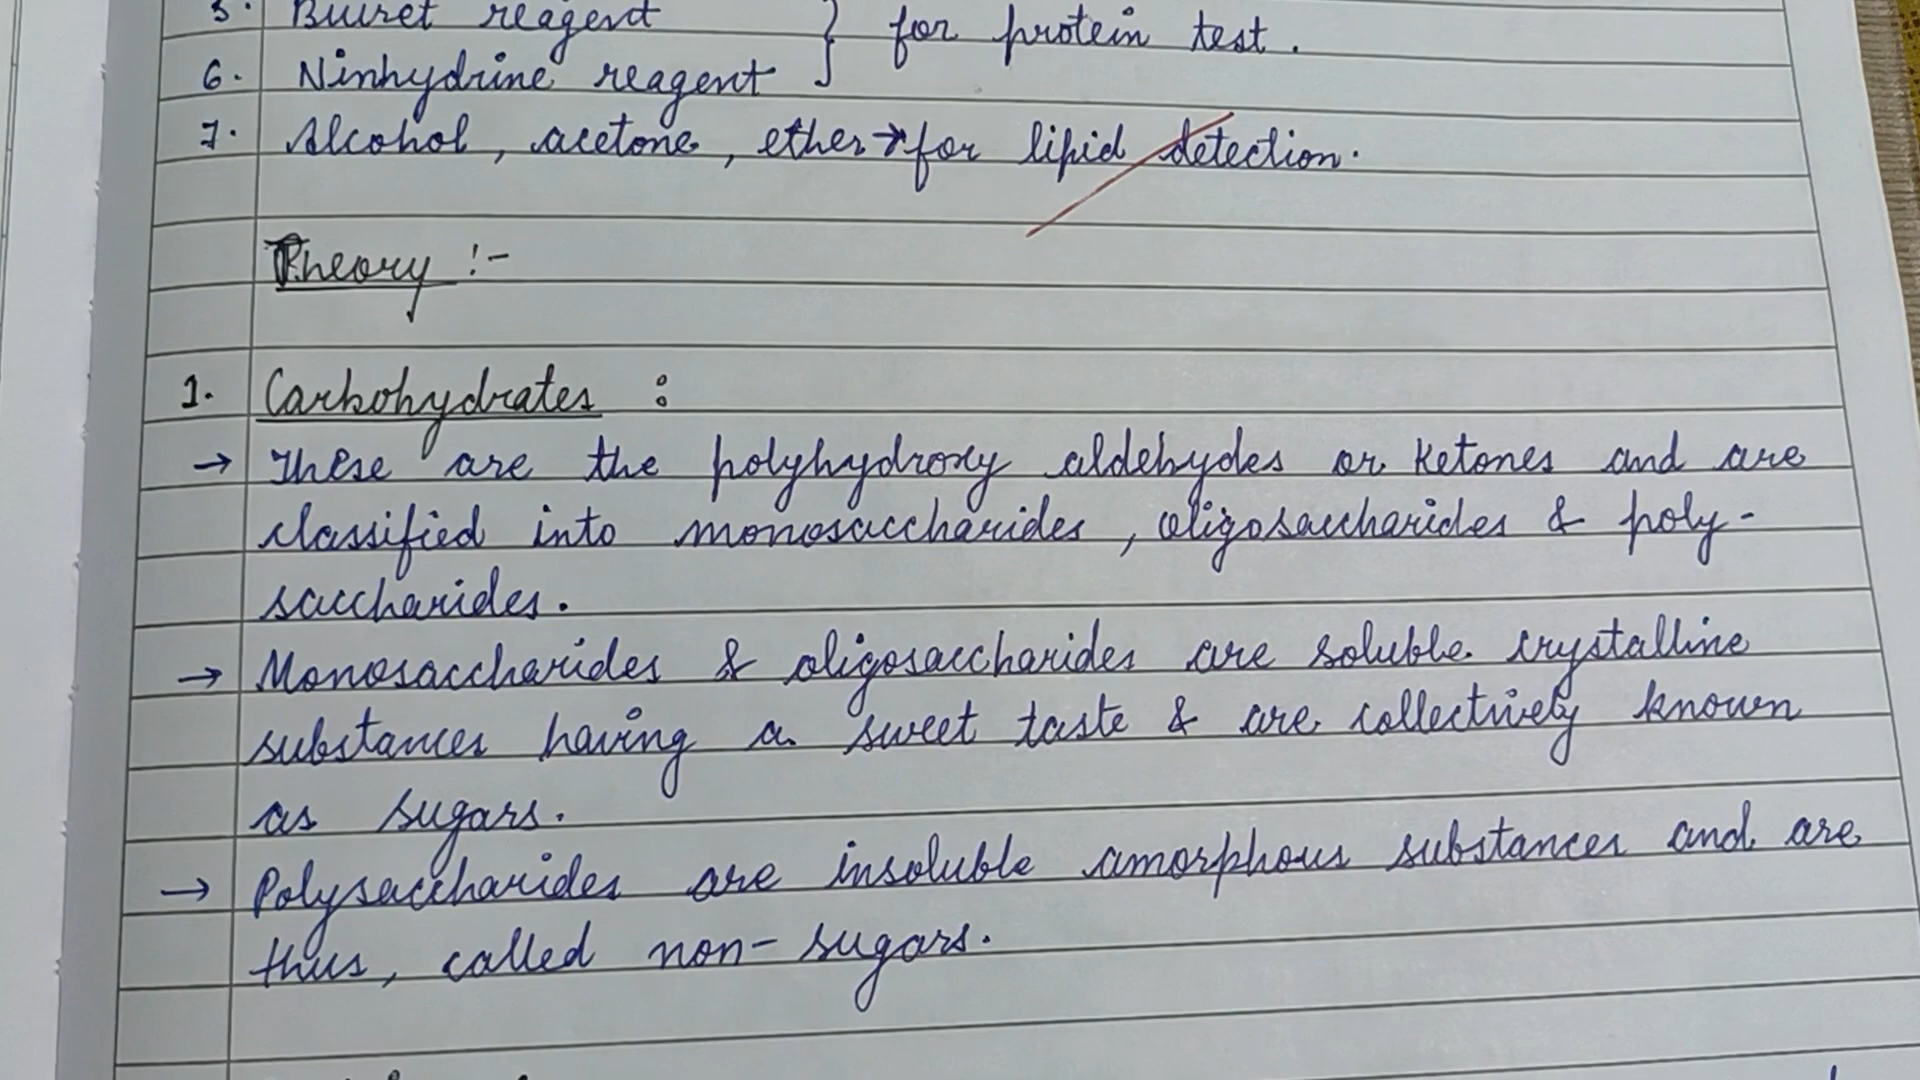 5. Buiret reagent } for protein test.
6. Ninhydrine reagent
7. Alcohol, acetone, ether → for lipid detection.
Theory :-
1. Carbohydrates :
→ These are the polyhydroxy aldehydes or ketones and are
classified into monosaccharides, oligosaccharides & poly-
saccharides.
→ Monosaccharides & oligosaccharides are soluble crystalline
substances having a sweet taste & are collectively known
as sugars.
→ Polysaccharides are insoluble amorphous substances and are
thus, called non-sugars.